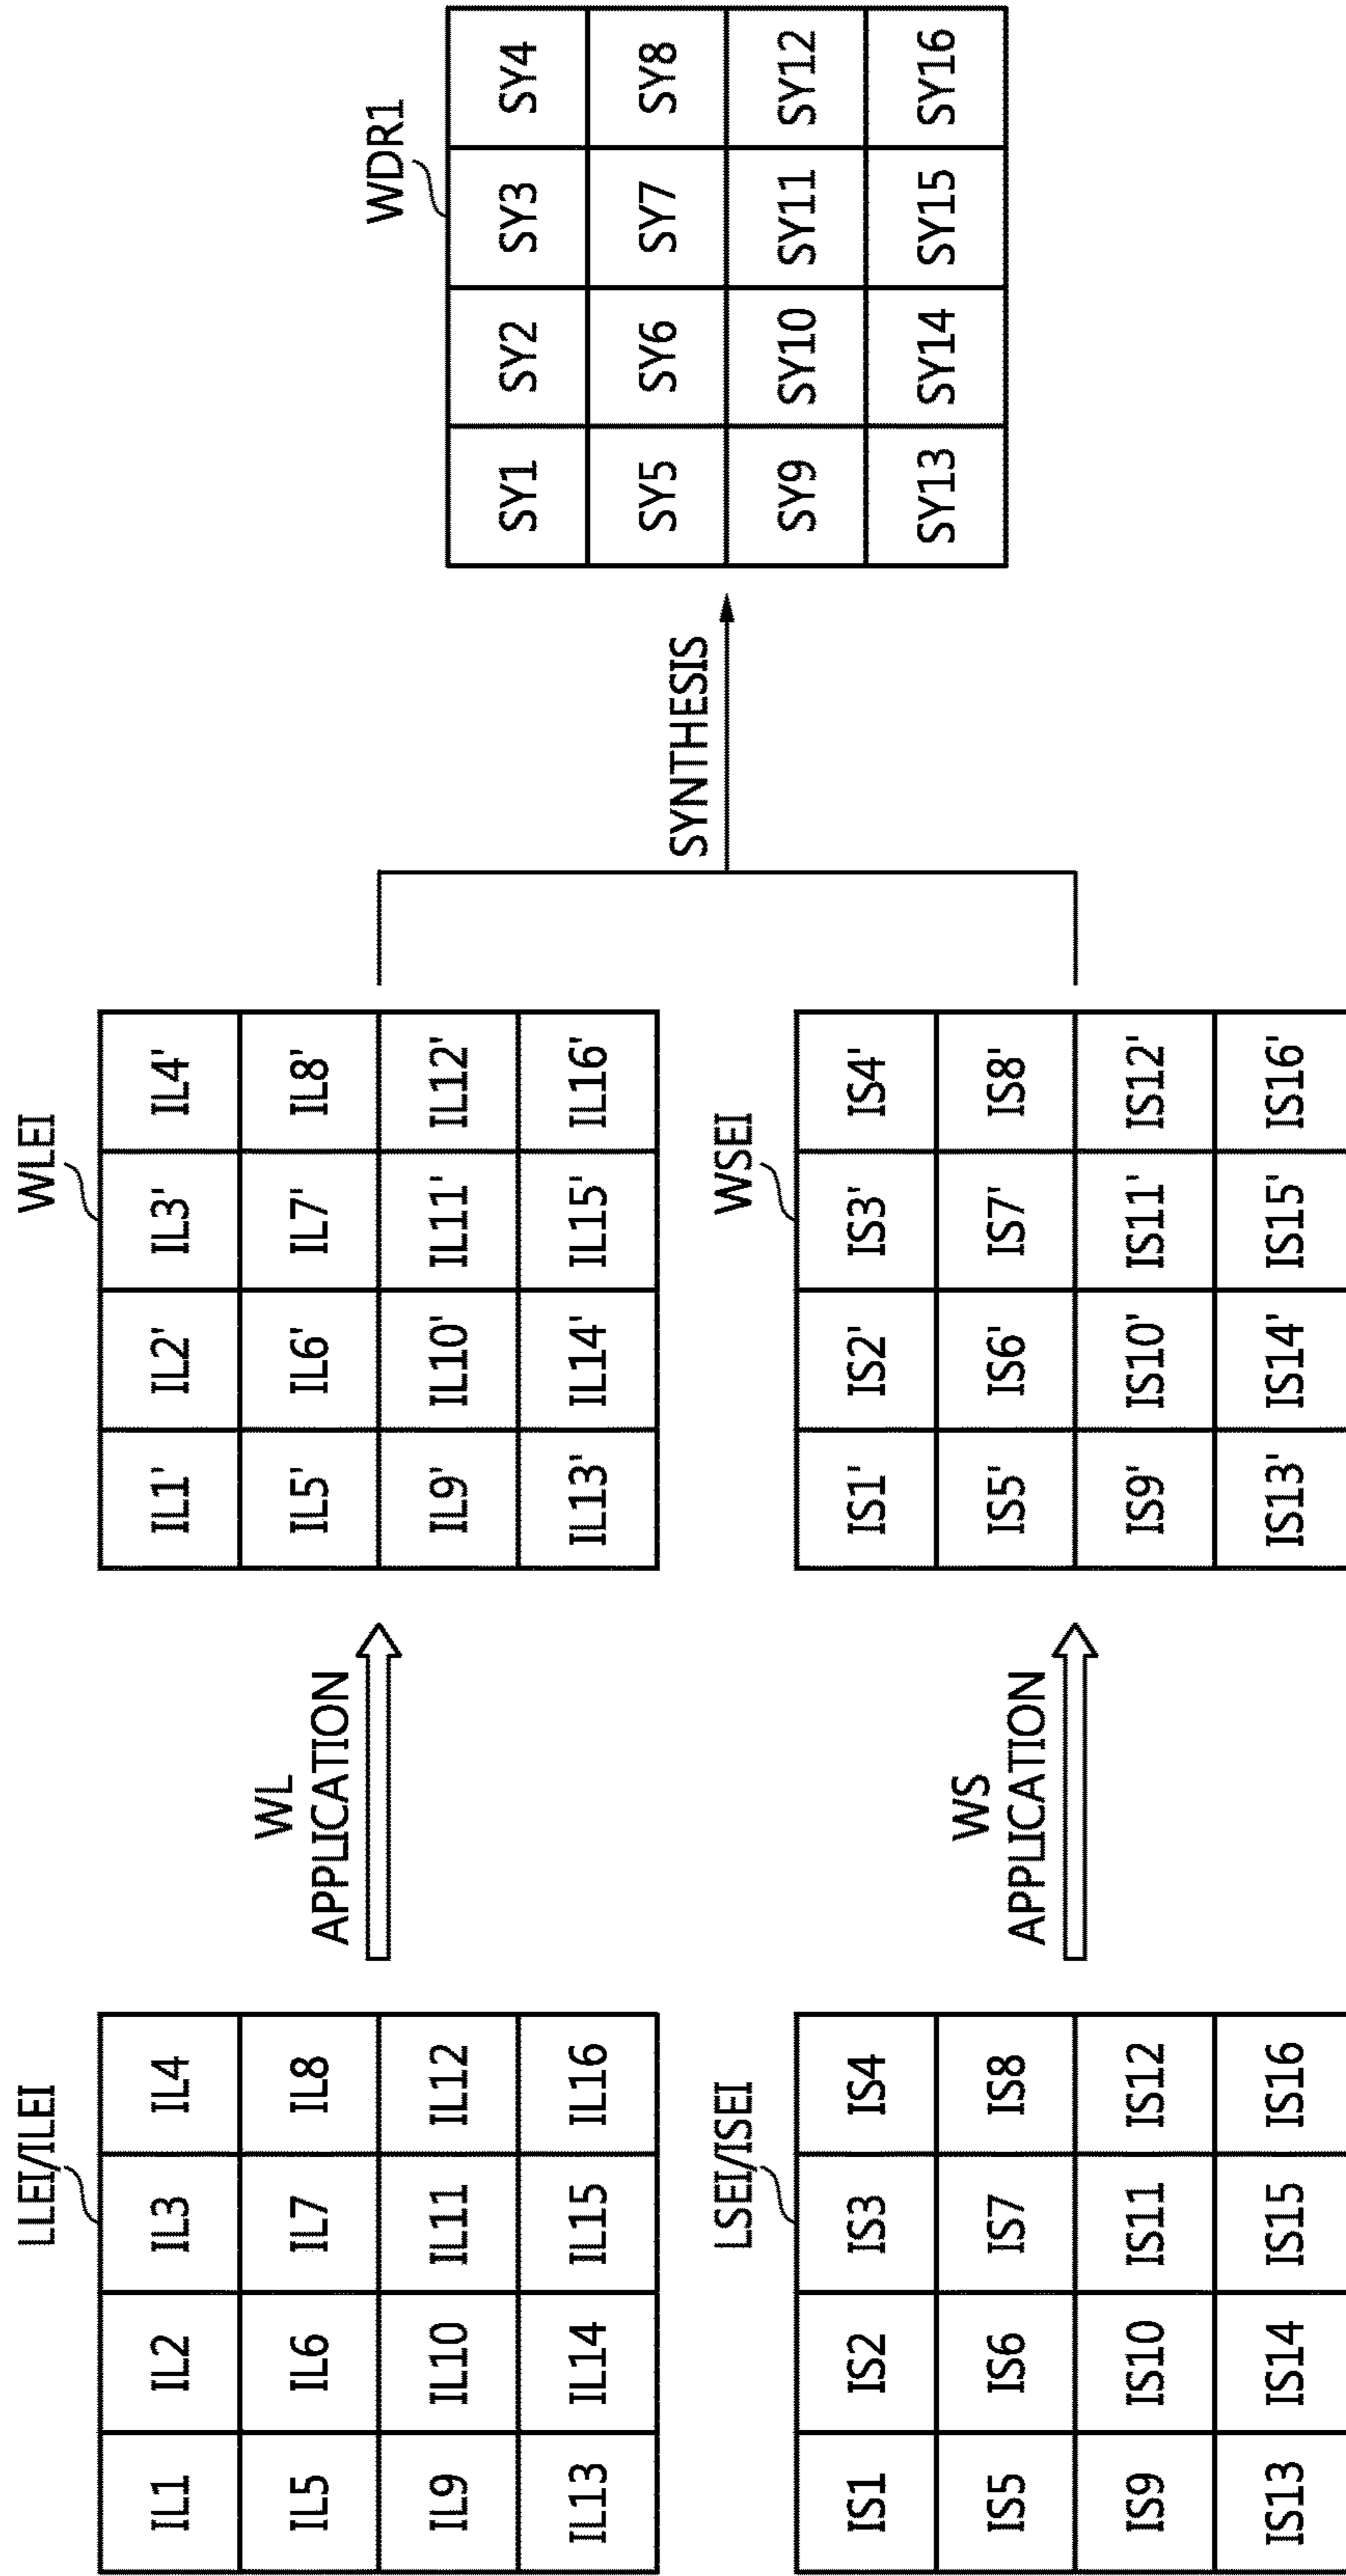 LLEI/ILEI
IL1 IL2 IL3 IL4
IL5 IL6 IL7 IL8
IL9 IL10 IL11 IL12
IL13 IL14 IL15 IL16
WL
APPLICATION
WLEI
IL1' IL2' IL3' IL4'
IL5' IL6' IL7' IL8'
IL9' IL10' IL11' IL12'
IL13' IL14' IL15' IL16'
LSEI/ISEI
IS1 IS2 IS3 IS4
IS5 IS6 IS7 IS8
IS9 IS10 IS11 IS12
IS13 IS14 IS15 IS16
WS
APPLICATION
WSEI
IS1' IS2' IS3' IS4'
IS5' IS6' IS7' IS8'
IS9' IS10' IS11' IS12'
IS13' IS14' IS15' IS16'
SYNTHESIS
WDR1
SY1 SY2 SY3 SY4
SY5 SY6 SY7 SY8
SY9 SY10 SY11 SY12
SY13 SY14 SY15 SY16